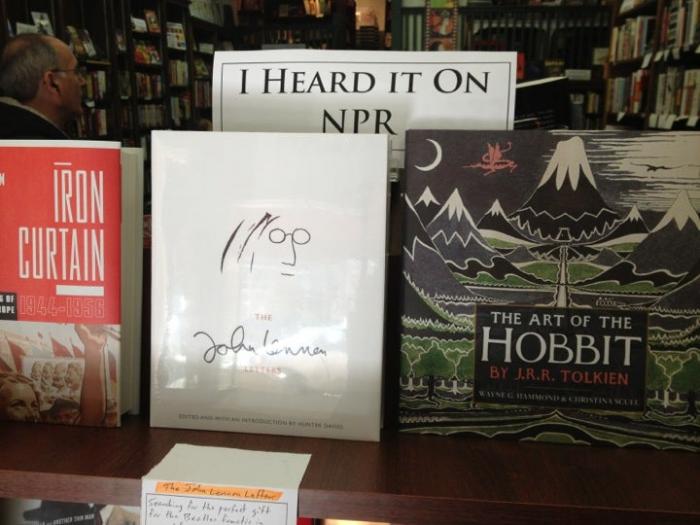 I HEARD IT ON
NPR
IRON
CURTAIN
OF
1944-1956
THE
John Lennon
LETTERS
EDITED AND WITH AN INTRODUCTION BY HUNTER DAVIES
THE ART OF THE
HOBBIT
BY J.R.R. TOLKIEN
WAYNE G. HAMMOND & CHRISTINA SCULL
The John Lennon Letters
Searching for the perfect gift
for the Beatles fanatic in